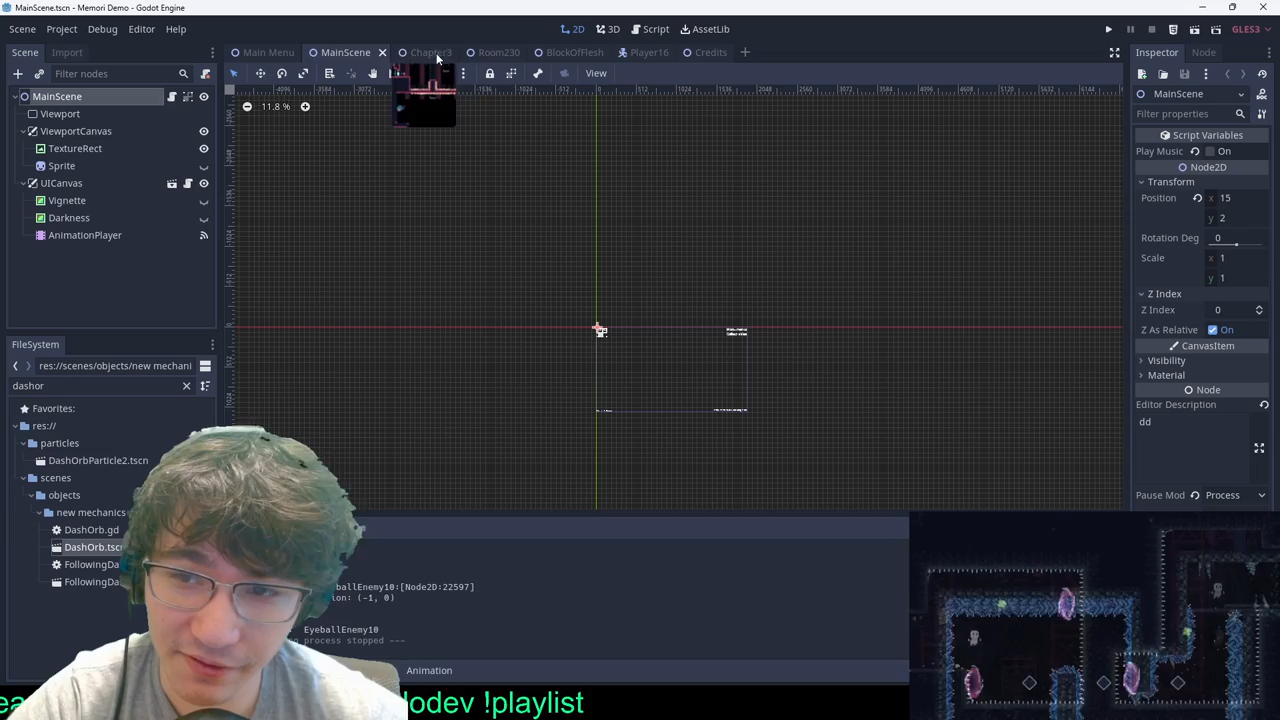 MainScene.tscn - Memori Demo - Godot Engine
Scene Project Debug Editor Help
2D 3D Script AssetLib
GLES3
Scene Import
Main Menu MainScene Chapter3 Room230 BlockOfFlesh Player16 Credits
Inspector Node
Filter nodes
View
MainScene
Viewport
ViewportCanvas
TextureRect
Sprite
UICanvas
Vignette
Darkness
AnimationPlayer
11.8 %
MainScene
Filter properties
Script Variables
Play Music On
Node2D
Transform
Position x 15
y 2
Rotation Deg 0
Scale x 1
y 1
Z Index
Z Index 0
Z As Relative On
CanvasItem
Visibility
Material
Node
Editor Description
dd
Pause Mod Process
FileSystem
res://scenes/objects/new mechani
dashor
Favorites:
res://
particles
DashOrbParticle2.tscn
scenes
objects
new mechanics
DashOrb.gd
DashOrb.tscn
FollowingDa
FollowingDa
eyballEnemy10:[Node2D:22597]
ion: (-1, 0)
EyeballEnemy10
process stopped ---
Animation
lodev !playlist